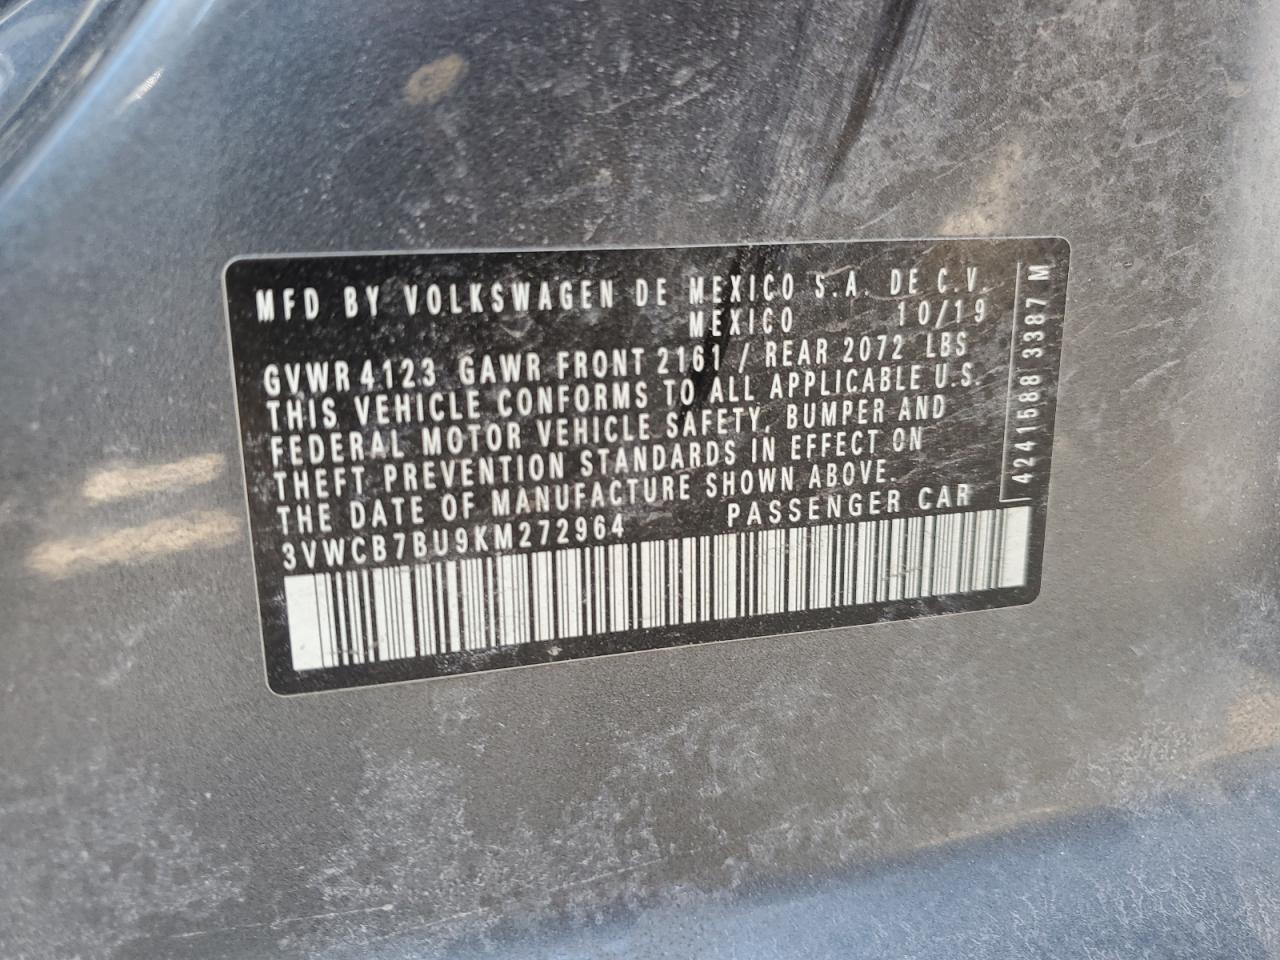 MFD BY VOLKSWAGEN DE MEXICO S.A. DE C.V.
MEXICO 10/19
GVWR 4123 GAWR FRONT 2161 / REAR 2072 LBS
THIS VEHICLE CONFORMS TO ALL APPLICABLE U.S.
FEDERAL MOTOR VEHICLE SAFETY, BUMPER AND
THEFT PREVENTION STANDARDS IN EFFECT ON
THE DATE OF MANUFACTURE SHOWN ABOVE.
3VWCB7BU9KM272964 PASSENGER CAR
4241588 3387 M